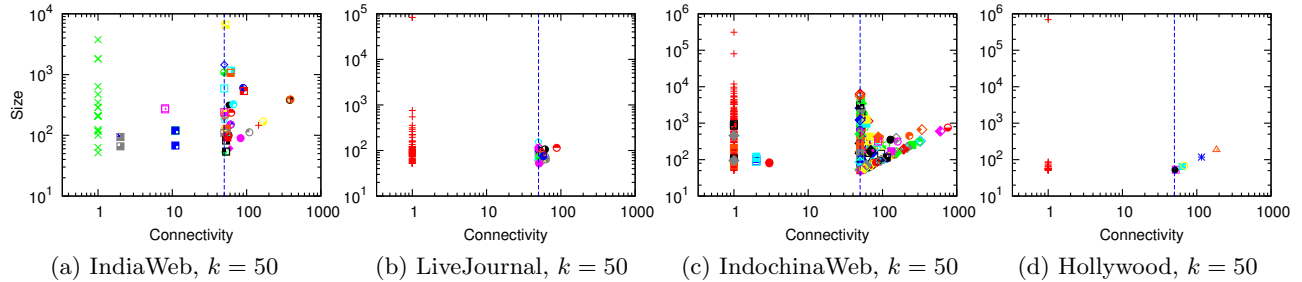 10^4
10^3
10^2
10^1
Size
1 10 100 1000
Connectivity
(a) IndiaWeb, k = 50
10^5
10^4
10^3
10^2
10^1
1 10 100 1000
Connectivity
(b) LiveJournal, k = 50
10^6
10^5
10^4
10^3
10^2
10^1
1 10 100 1000
Connectivity
(c) IndochinaWeb, k = 50
10^6
10^5
10^4
10^3
10^2
10^1
1 10 100 1000
Connectivity
(d) Hollywood, k = 50